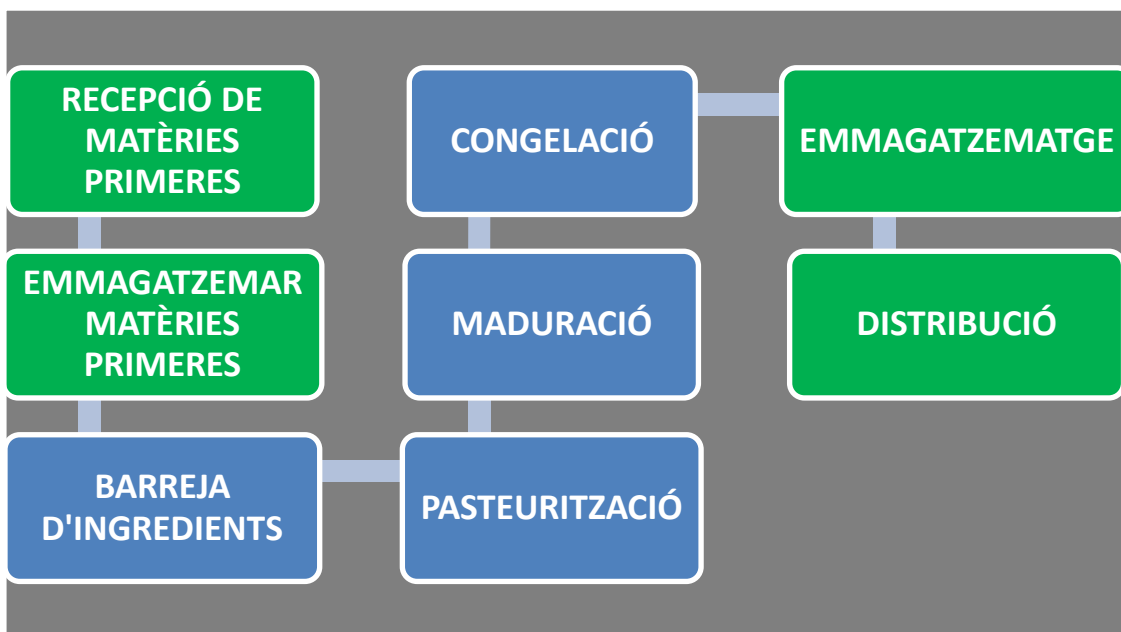 RECEPCIÓ DE
MATÈRIES
PRIMERES
EMMAGATZEMAR
MATÈRIES
PRIMERES
BARREJA
D'INGREDIENTS
PASTEURITZACIÓ
MADURACIÓ
CONGELACIÓ
EMMAGATZEMATGE
DISTRIBUCIÓ